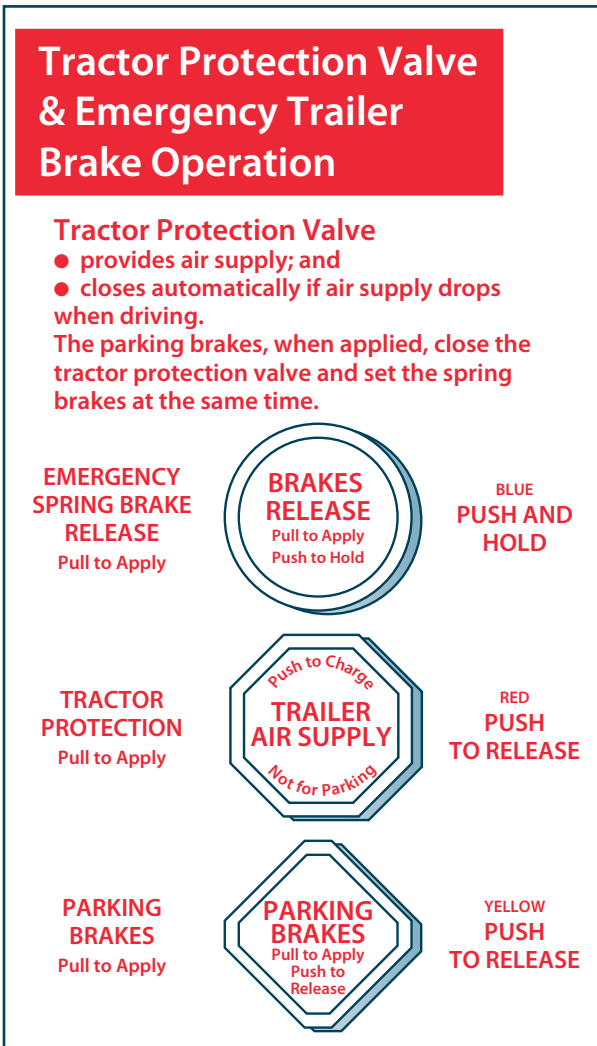 Tractor Protection Valve
& Emergency Trailer
Brake Operation
Tractor Protection Valve
● provides air supply; and
● closes automatically if air supply drops
when driving.
The parking brakes, when applied, close the
tractor protection valve and set the spring
brakes at the same time.
EMERGENCY
SPRING BRAKE
RELEASE
Pull to Apply
BRAKES
RELEASE
Pull to Apply
Push to Hold
BLUE
PUSH AND
HOLD
TRACTOR
PROTECTION
Pull to Apply
Push to Charge
TRAILER
AIR SUPPLY
Not for Parking
RED
PUSH
TO RELEASE
PARKING
BRAKES
Pull to Apply
PARKING
BRAKES
Pull to Apply
Push to
Release
YELLOW
PUSH
TO RELEASE